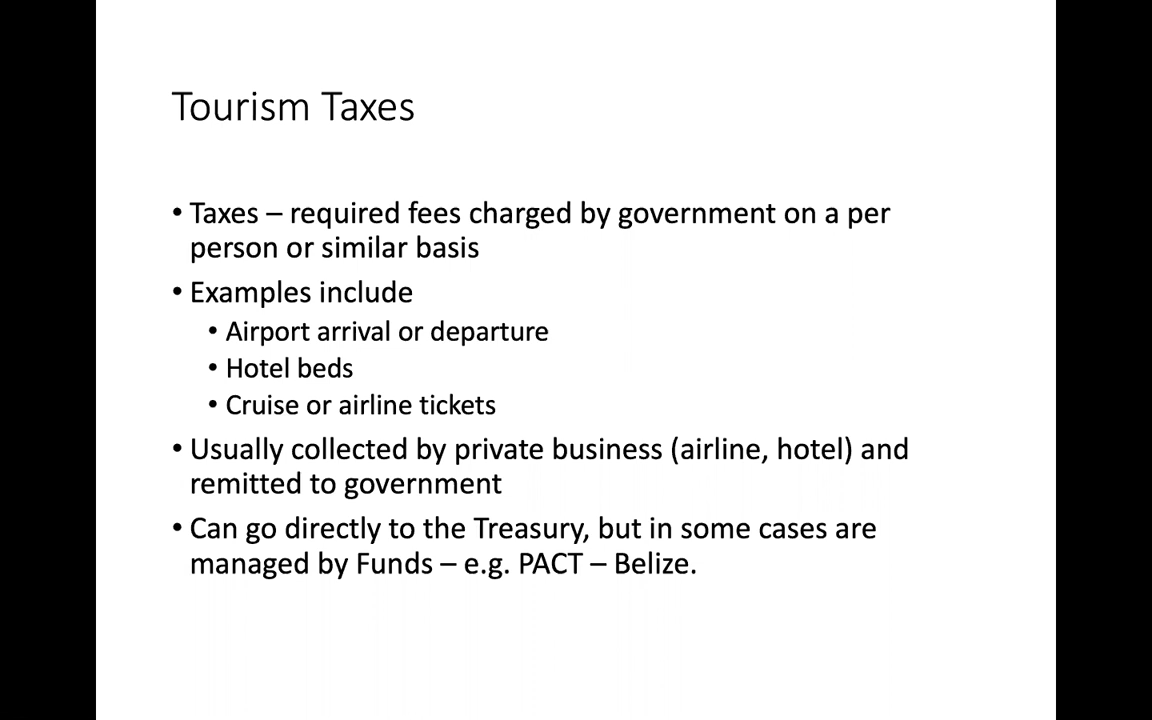 Tourism Taxes
• Taxes – required fees charged by government on a per
person or similar basis
• Examples include
• Airport arrival or departure
• Hotel beds
• Cruise or airline tickets
• Usually collected by private business (airline, hotel) and
remitted to government
• Can go directly to the Treasury, but in some cases are
managed by Funds – e.g. PACT – Belize.